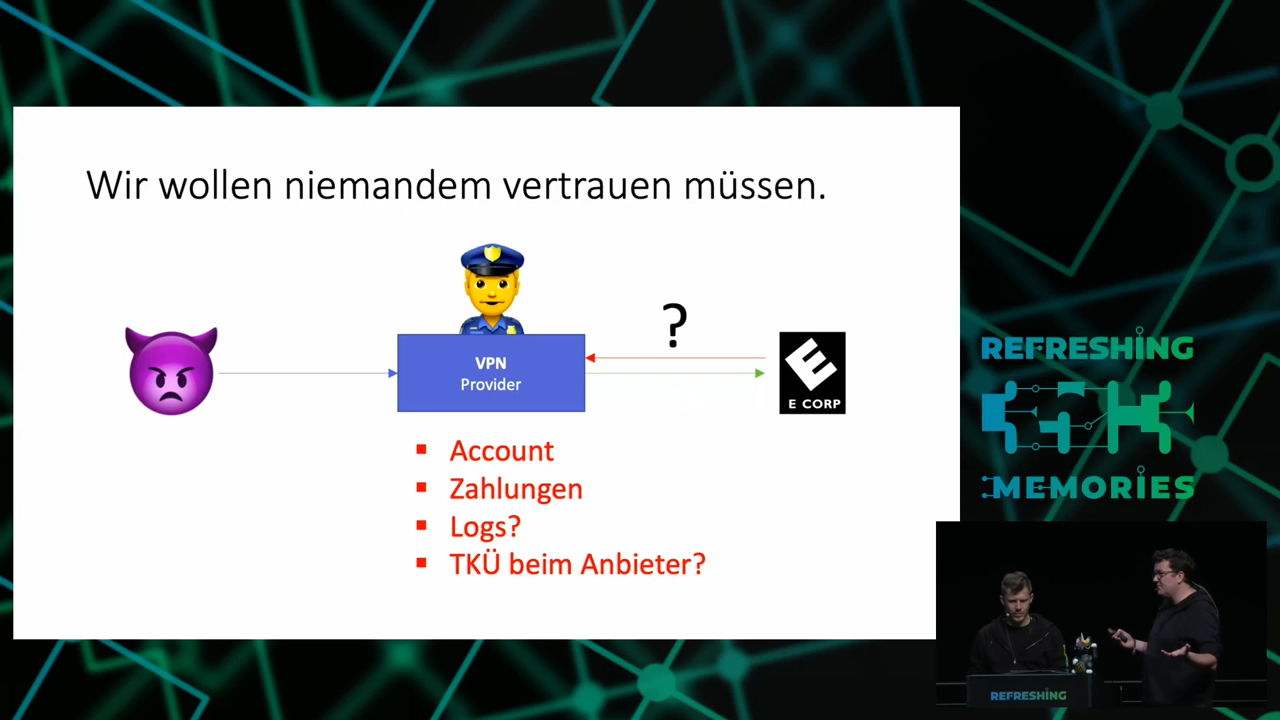 Wir wollen niemandem vertrauen müssen.
?
VPN
Provider
E CORP
Account
Zahlungen
Logs?
TKÜ beim Anbieter?
REFRESHING
MEMORIES
REFRESHING